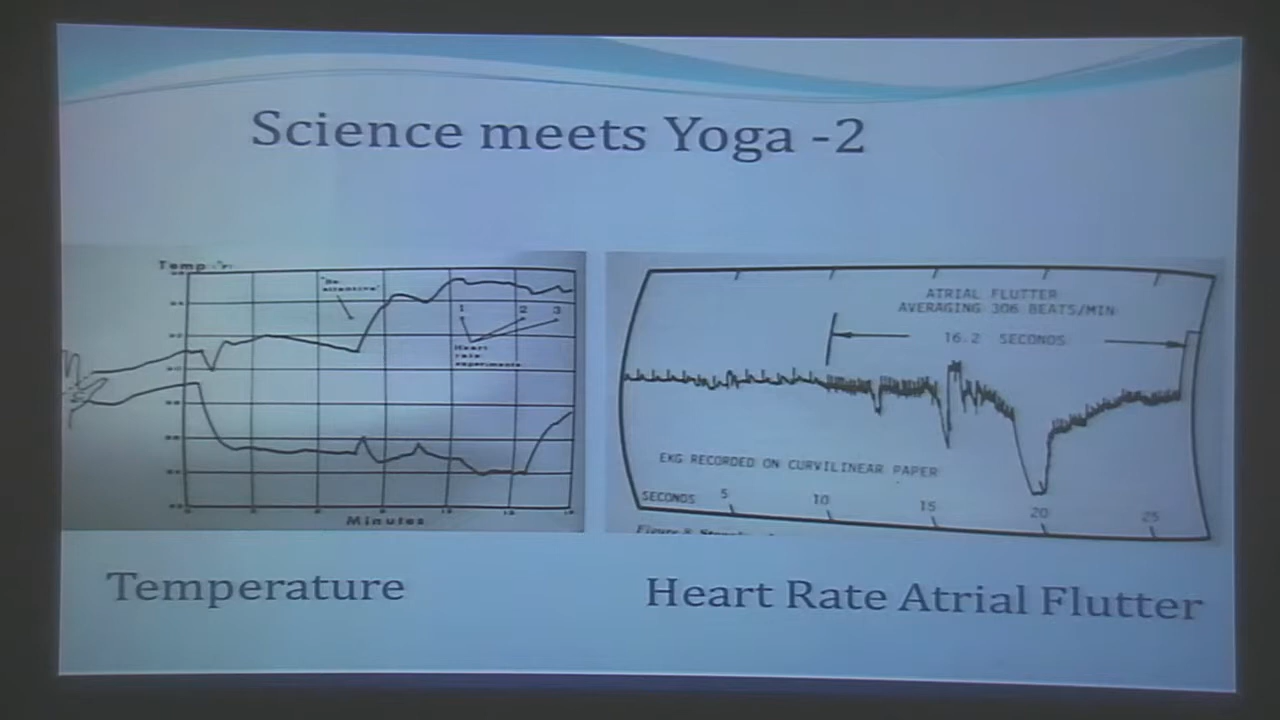 Science meets Yoga -2
Temp
1 2 3
Heart
rate
experiments
Minutes
ATRIAL FLUTTER
AVERAGING 306 BEATS/MIN
16.2 SECONDS
EKG RECORDED ON CURVILINEAR PAPER
SECONDS 5 10 15 20 25
Temperature
Heart Rate Atrial Flutter